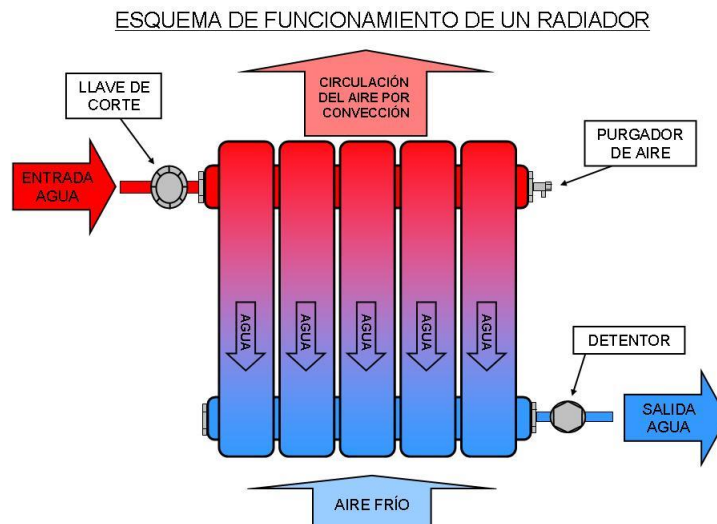 ESQUEMA DE FUNCIONAMIENTO DE UN RADIADOR
LLAVE DE
CORTE
CIRCULACIÓN
DEL AIRE POR
CONVECCIÓN
PURGADOR
DE AIRE
ENTRADA
AGUA
AGUA
AGUA
AGUA
AGUA
AGUA
DETENTOR
SALIDA
AGUA
AIRE FRÍO